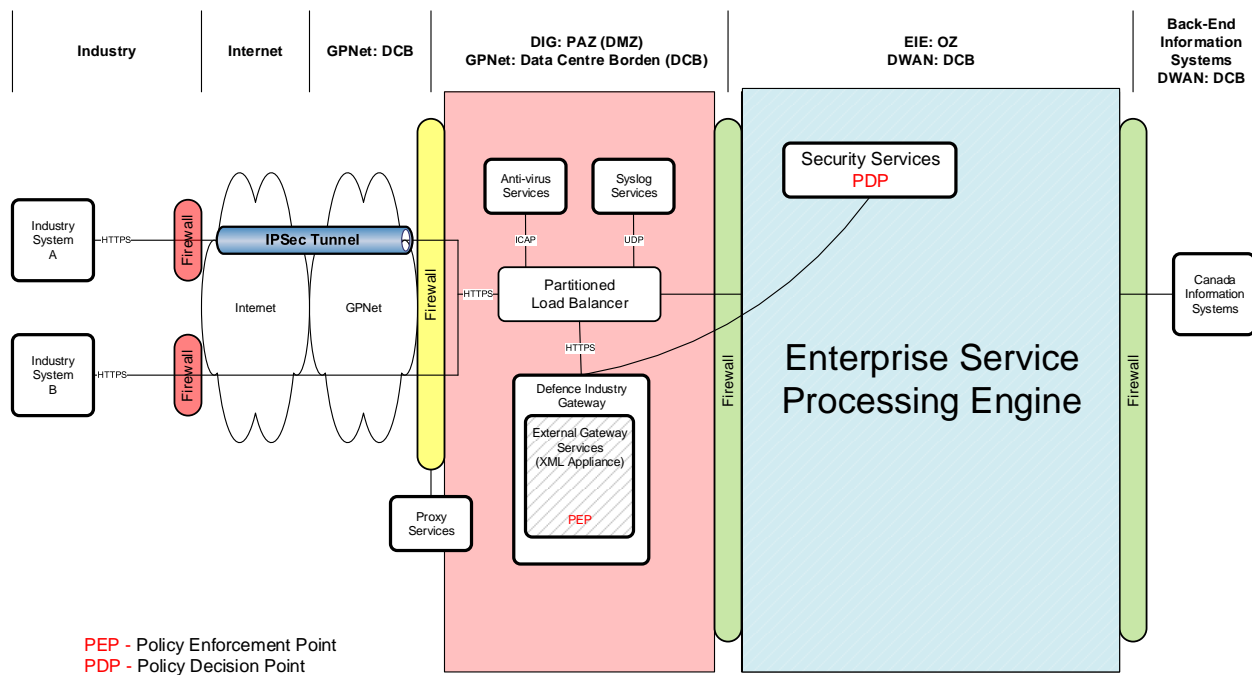 Industry
Internet
GPNet: DCB
DIG: PAZ (DMZ)
GPNet: Data Centre Borden (DCB)
EIE: OZ
DWAN: DCB
Back-End
Information
Systems
DWAN: DCB
Industry
System
A
HTTPS
Firewall
IPSec Tunnel
Internet
GPNet
Industry
System
B
HTTPS
Firewall
Firewall
Proxy
Services
HTTPS
Anti-virus
Services
Syslog
Services
ICAP
UDP
Partitioned
Load Balancer
HTTPS
Defence Industry
Gateway
External Gateway
Services
(XML Appliance)
PEP
Firewall
Security Services
PDP
Enterprise Service
Processing Engine
Firewall
Canada
Information
Systems
PEP - Policy Enforcement Point
PDP - Policy Decision Point